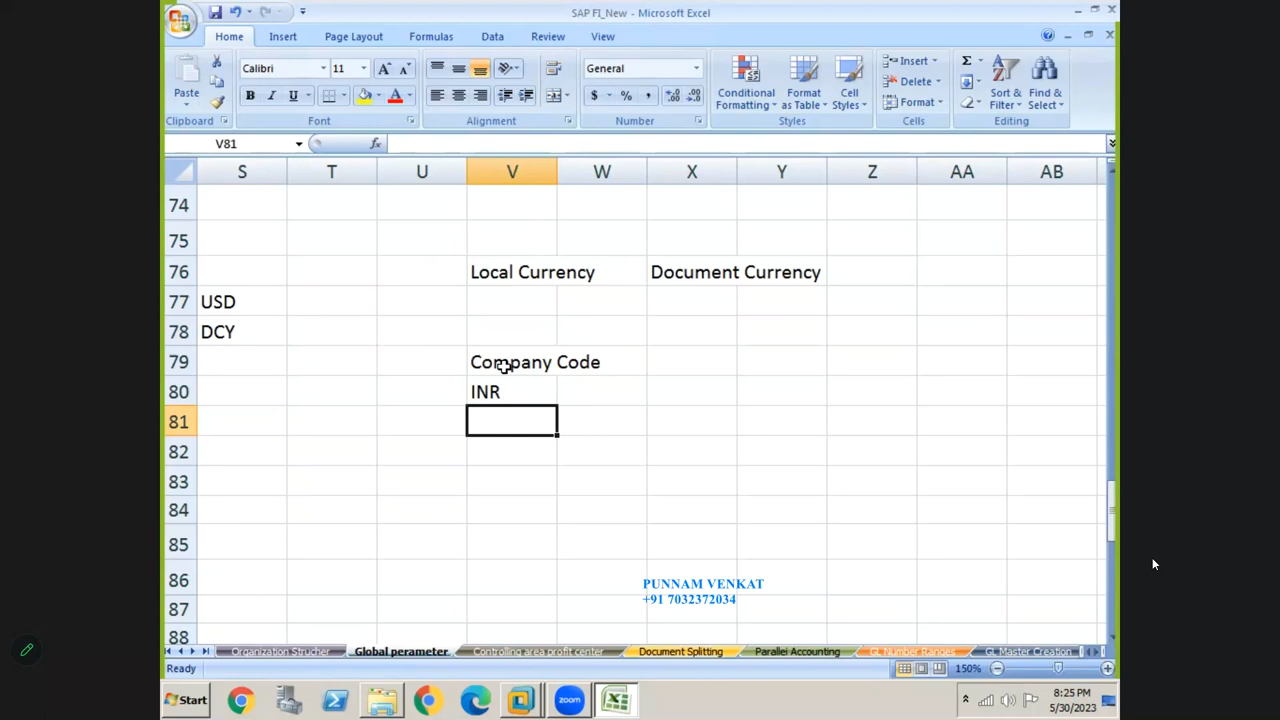 SAP FI_New - Microsoft Excel
Home Insert Page Layout Formulas Data Review View
Paste
Calibri 11
B I U
General
$ % ,
Conditional Formatting
Format as Table
Cell Styles
Insert
Delete
Format
Σ
Sort & Filter
Find & Select
Clipboard Font Alignment Number Styles Cells Editing
V81 fx
S T U V W X Y Z AA AB
74
75
76 Local Currency Document Currency
77 USD
78 DCY
79 Company Code
80 INR
81
82
83
84
85
86 PUNNAM VENKAT
87 +91 7032372034
88
Organization Strucher Global perameter Controlling area profit center Document Splitting Parallel Accounting GL Number Ranges GL Master Creation
Ready 150%
Start zoom 8:25 PM
5/30/2023